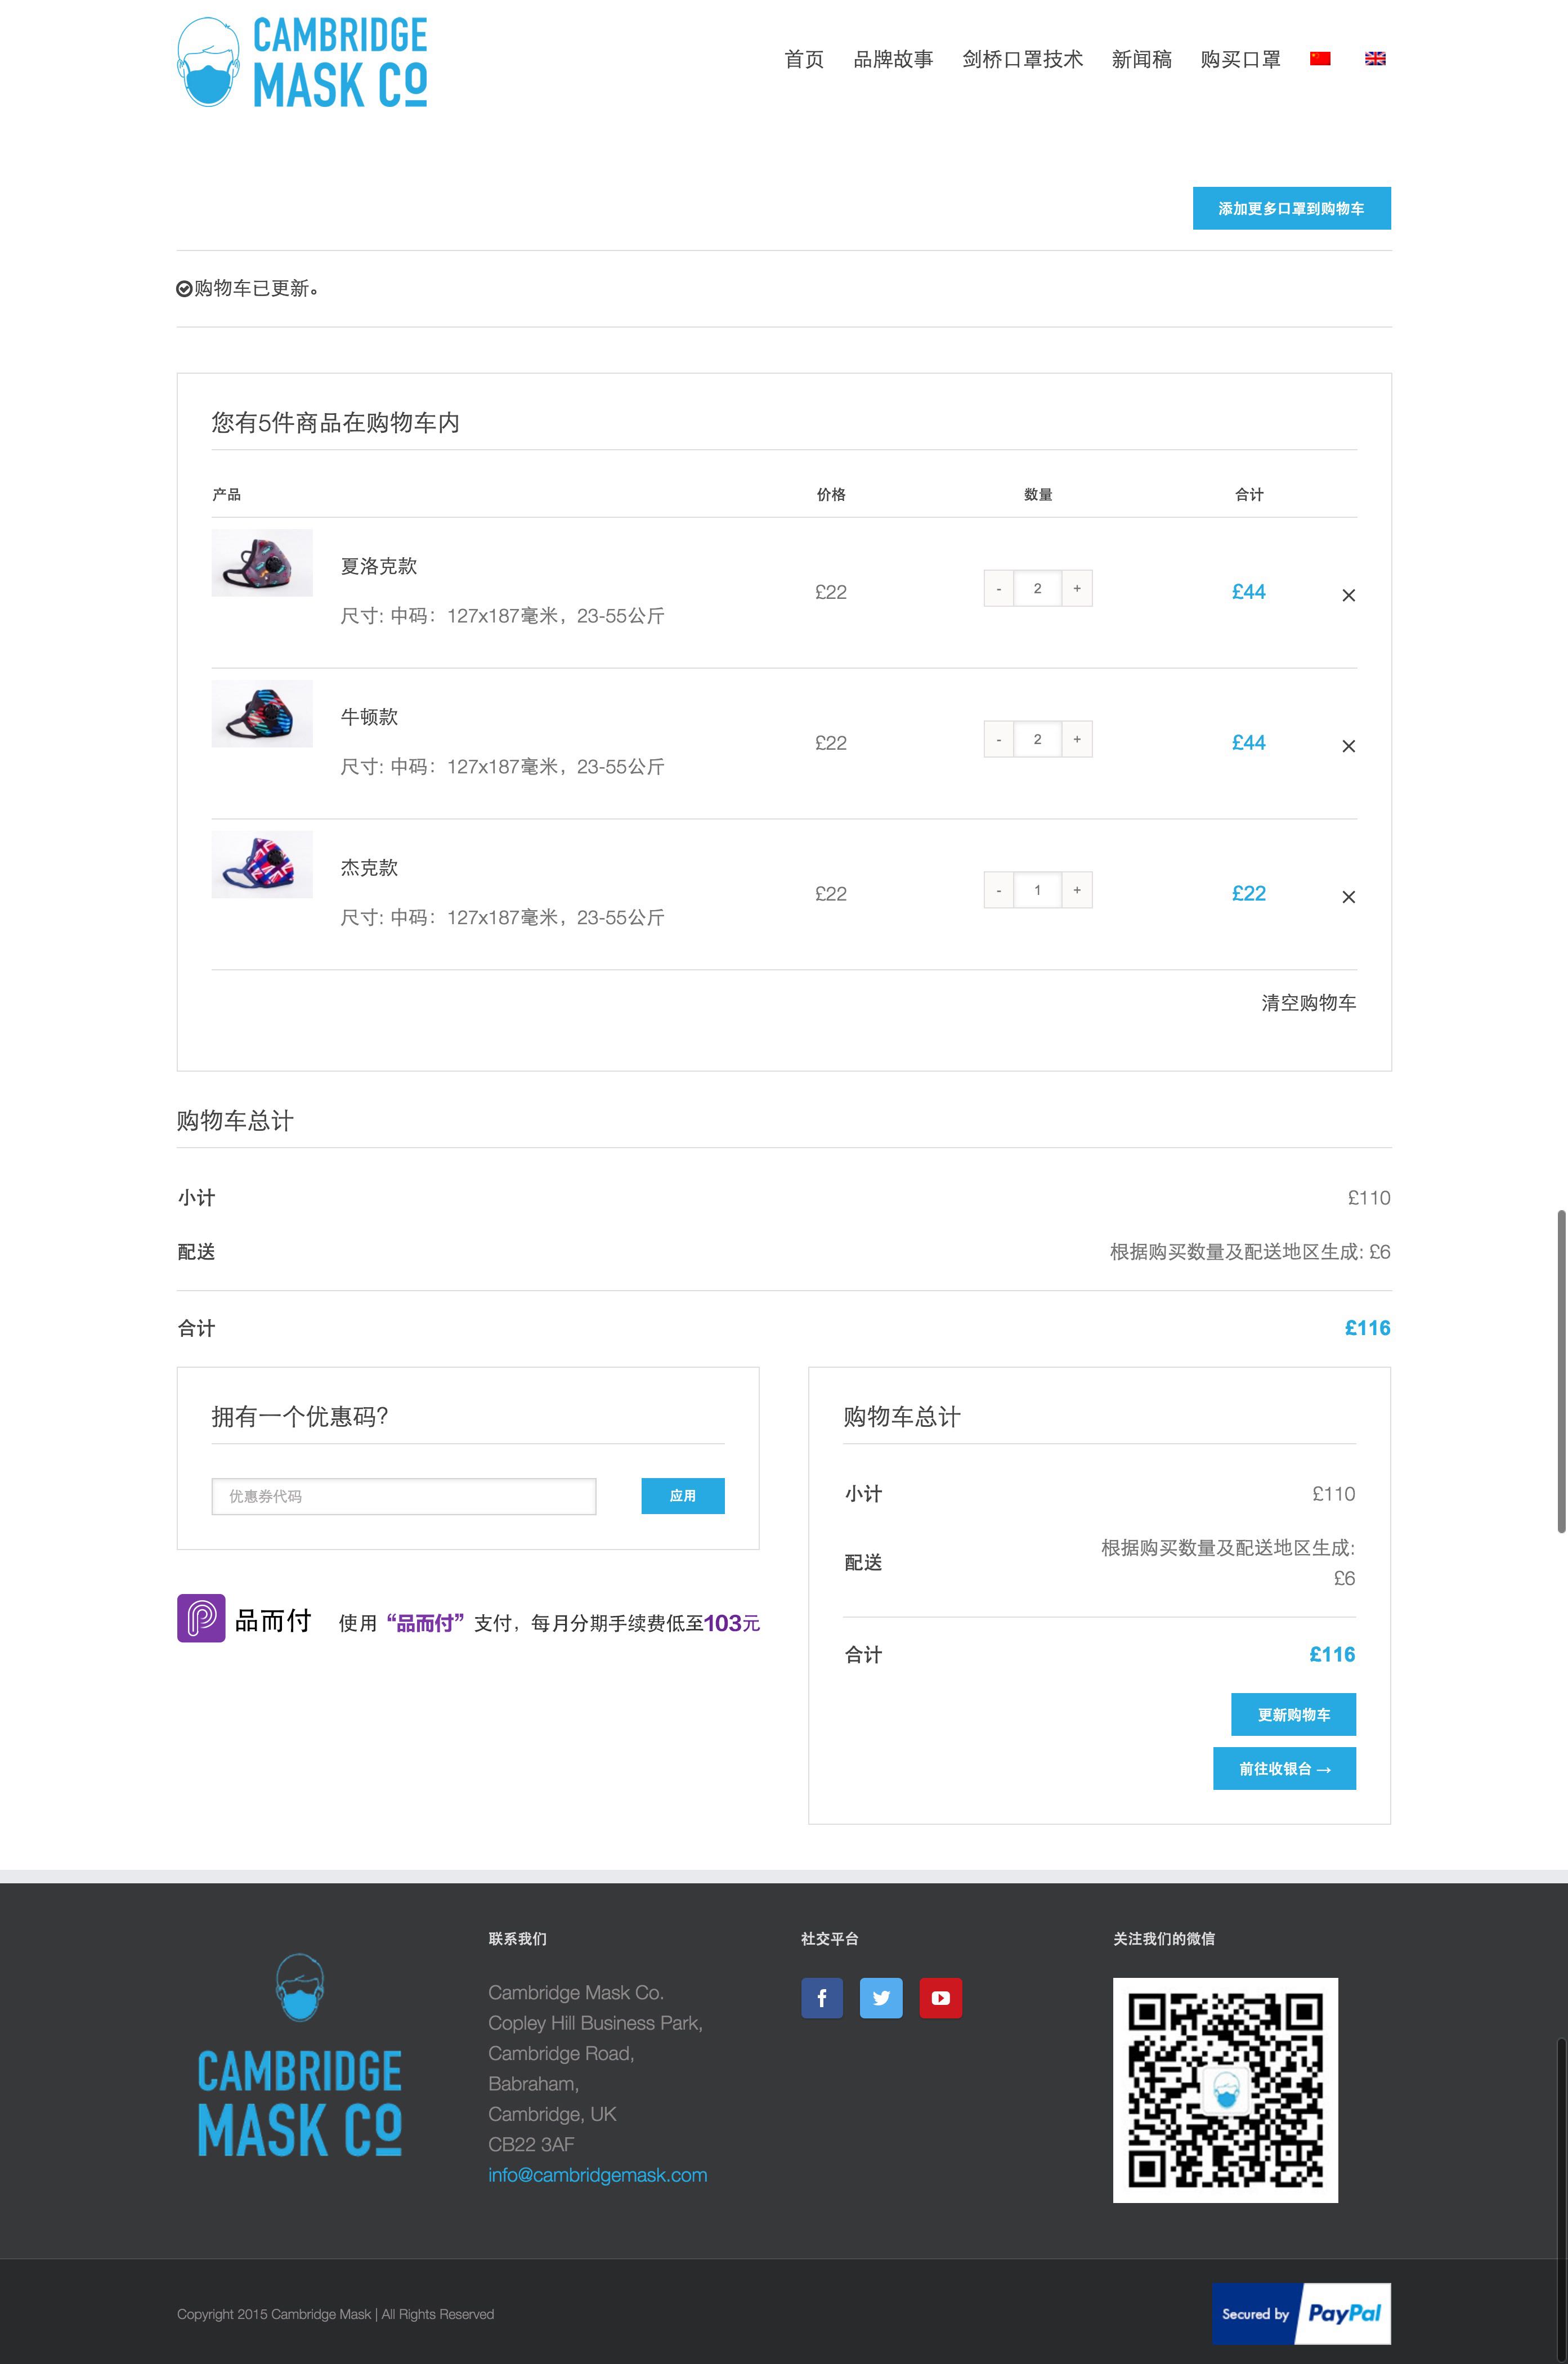 CAMBRIDGE
MASK CO
首页 品牌故事 剑桥口罩技术 新闻稿 购买口罩
添加更多口罩到购物车
购物车已更新。
您有5件商品在购物车内
产品 价格 数量 合计
夏洛克款
尺寸: 中码：127x187毫米，23-55公斤
£22 - 2 + £44 ×
牛顿款
尺寸: 中码：127x187毫米，23-55公斤
£22 - 2 + £44 ×
杰克款
尺寸: 中码：127x187毫米，23-55公斤
£22 - 1 + £22 ×
清空购物车
购物车总计
小计 £110
配送 根据购买数量及配送地区生成: £6
合计 £116
拥有一个优惠码?
优惠券代码 应用
品而付 使用“品而付”支付，每月分期手续费低至103元
购物车总计
小计 £110
配送 根据购买数量及配送地区生成:
£6
合计 £116
更新购物车
前往收银台 →
CAMBRIDGE
MASK CO
联系我们
Cambridge Mask Co.
Copley Hill Business Park,
Cambridge Road,
Babraham,
Cambridge, UK
CB22 3AF
info@cambridgemask.com
社交平台
关注我们的微信
Copyright 2015 Cambridge Mask | All Rights Reserved
Secured by PayPal